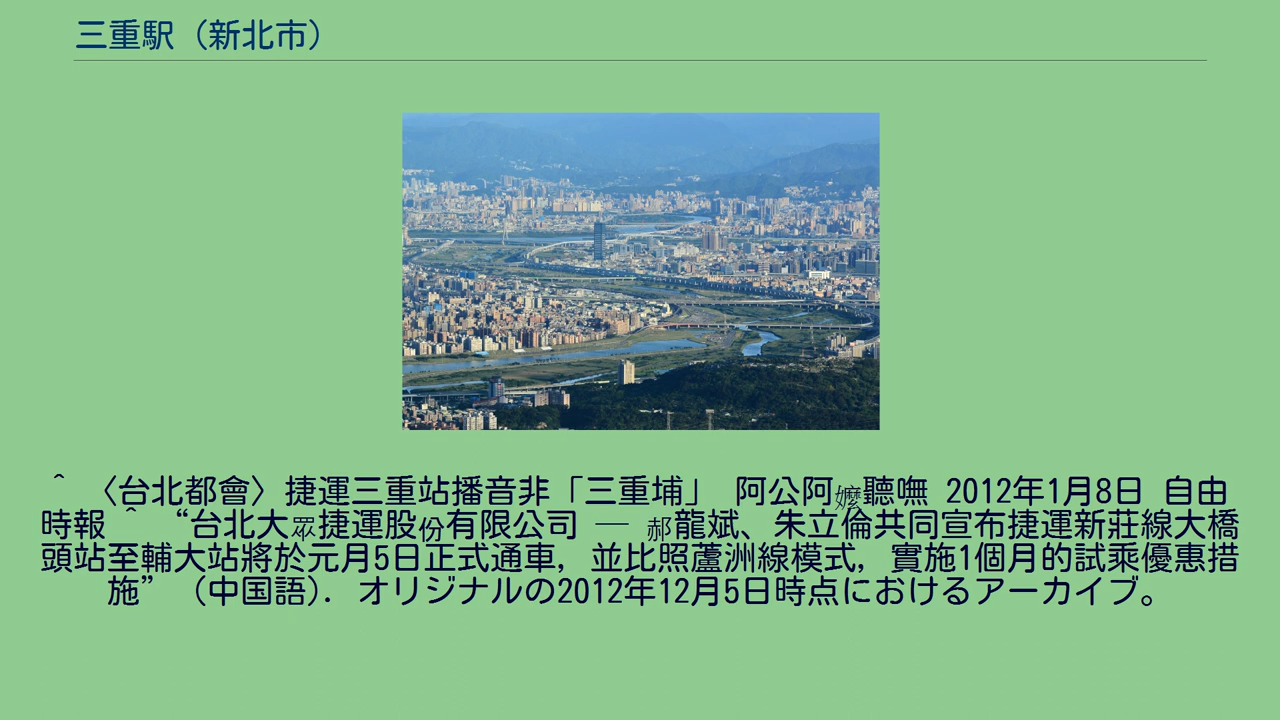 三重駅（新北市）
^ 〈台北都會〉捷運三重站播音非「三重埔」 阿公阿嬤聽嘸 2012年1月8日 自由
時報 ^ “台北大眾捷運股份有限公司 — 郝龍斌、朱立倫共同宣布捷運新莊線大橋
頭站至輔大站將於元月5日正式通車，並比照蘆洲線模式，實施1個月的試乘優惠措
施”（中国語）. オリジナルの2012年12月5日時点におけるアーカイブ。